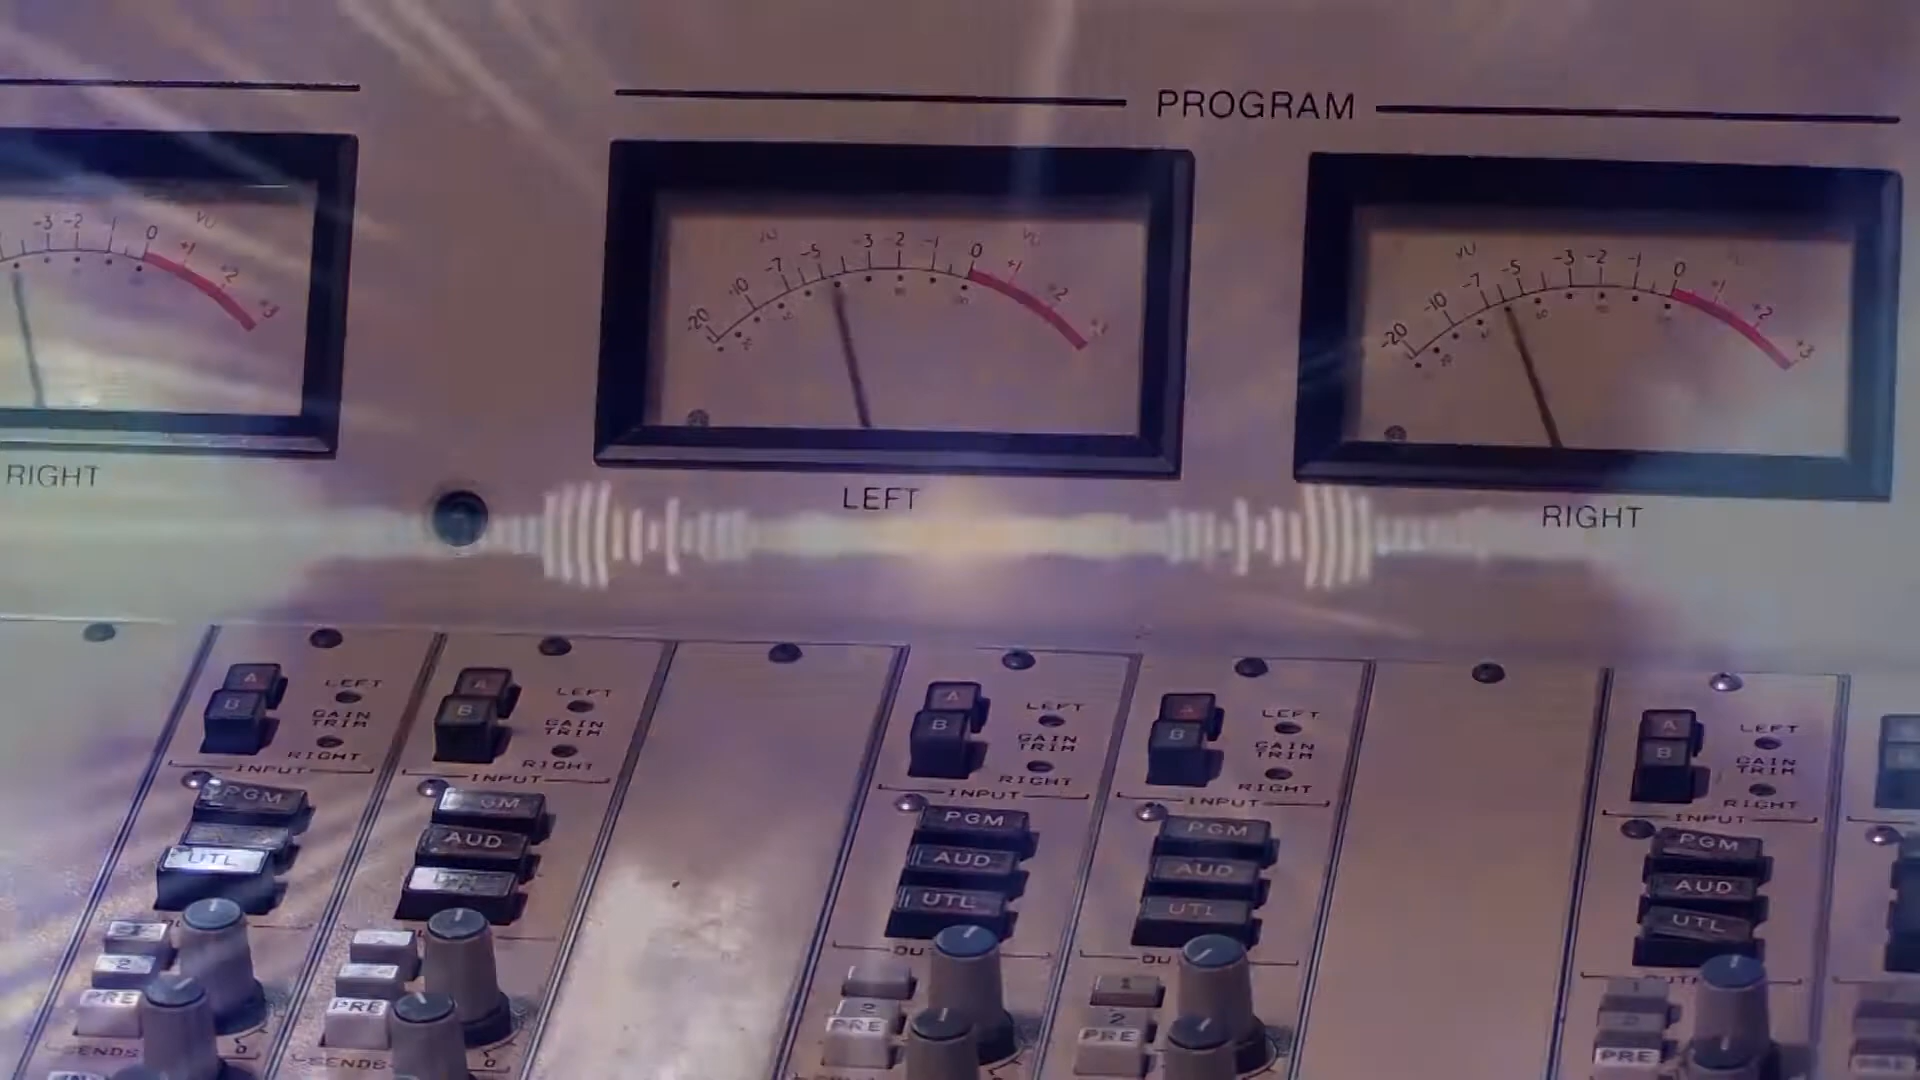 PROGRAM
-3 -2 0 +1 +2 +3
VU
-20 -10 -7 -5 -3 -2 -1 0 +1 +2
VU
-20 -10 -7 -5 -3 -2 -1 0 +1 +2 +3
RIGHT
LEFT
RIGHT
A
B
LEFT
GAIN
TRIM
RIGHT
INPUT
PGM
UTL
2
PRE
SENDS
A
B
LEFT
GAIN
TRIM
RIGHT
INPUT
AUD
PRE
SENDS
A
B
LEFT
GAIN
TRIM
RIGHT
INPUT
PGM
AUD
UTL
2
PRE
A
B
LEFT
GAIN
TRIM
RIGHT
INPUT
PGM
AUD
UTL
1
2
PRE
A
B
LEFT
GAIN
TRIM
RIGHT
INPUT
PGM
AUD
UTL
1
2
PRE